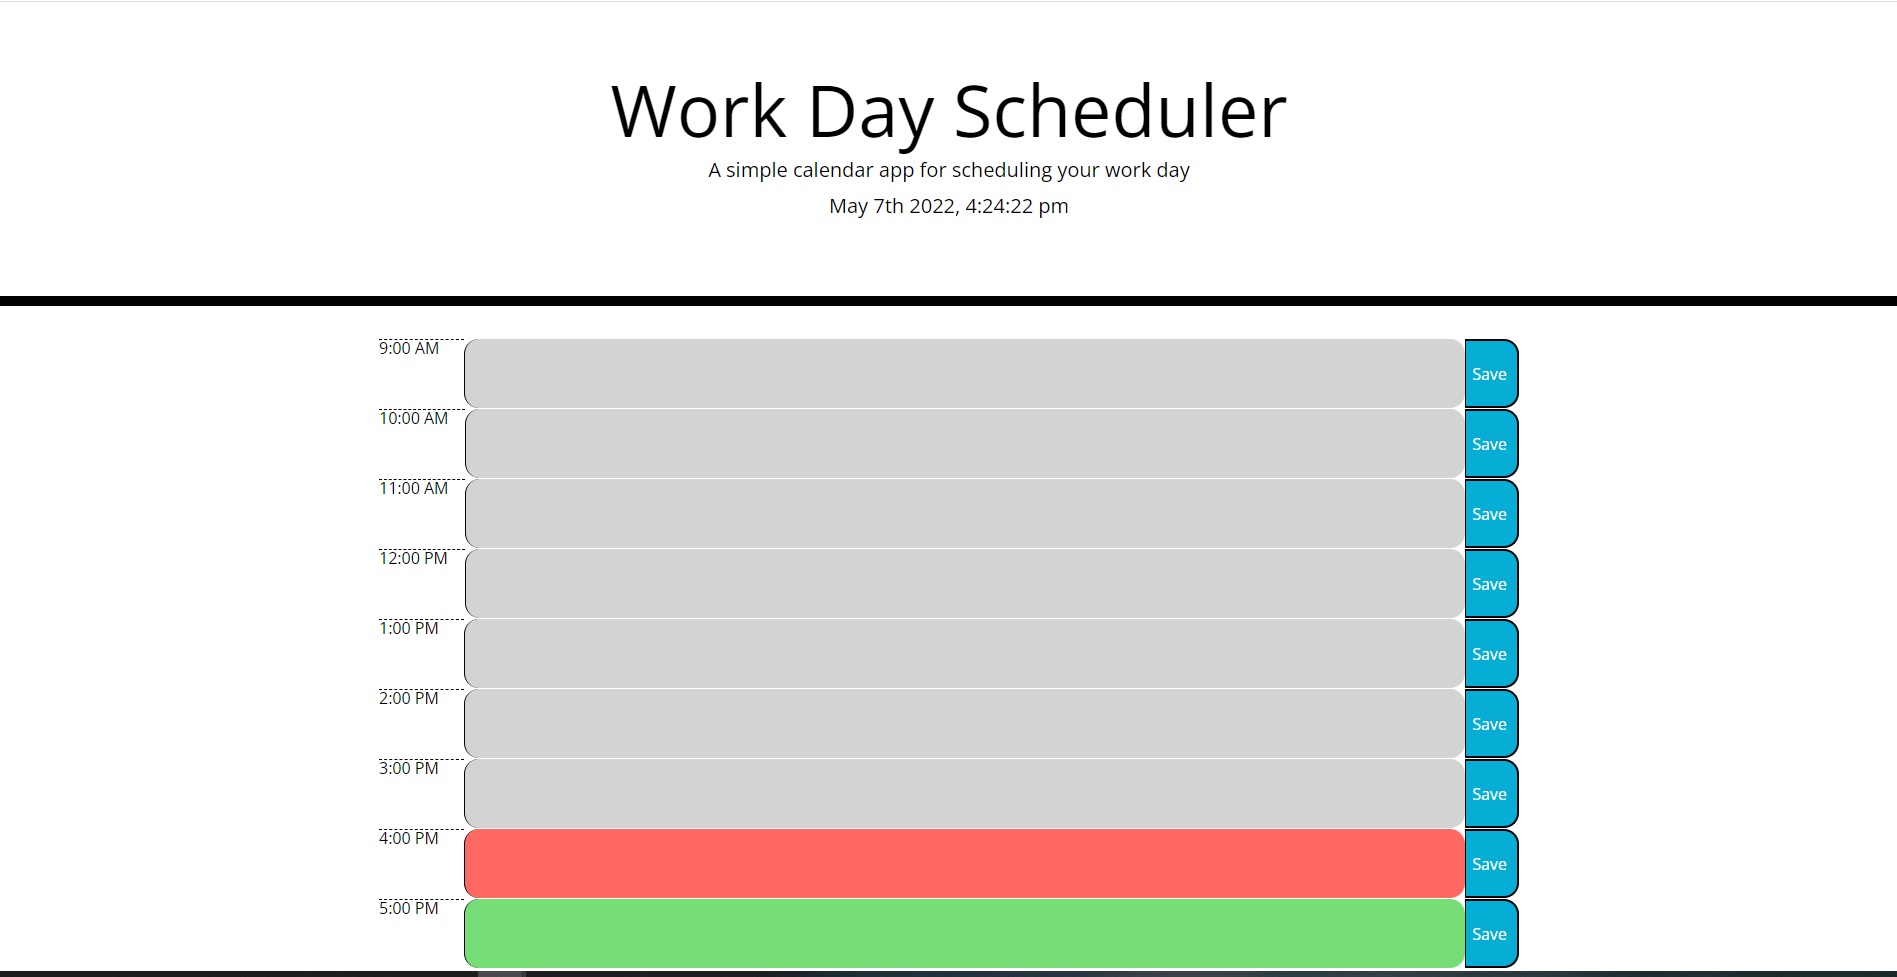 Work Day Scheduler
A simple calendar app for scheduling your work day
May 7th 2022, 4:24:22 pm
9:00 AM Save
10:00 AM Save
11:00 AM Save
12:00 PM Save
1:00 PM Save
2:00 PM Save
3:00 PM Save
4:00 PM Save
5:00 PM Save